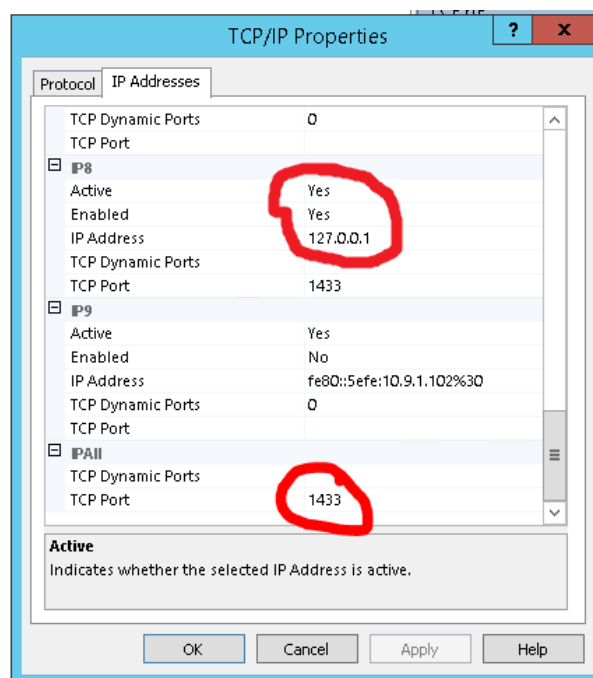 TCP/IP
TCP/IP Properties ? x
Protocol IP Addresses
TCP Dynamic Ports 0
TCP Port
IP8
Active Yes
Enabled Yes
IP Address 127.0.0.1
TCP Dynamic Ports
TCP Port 1433
IP9
Active Yes
Enabled No
IP Address fe80::5efe:10.9.1.102%30
TCP Dynamic Ports 0
TCP Port
IPAll
TCP Dynamic Ports
TCP Port 1433
Active
Indicates whether the selected IP Address is active.
OK Cancel Apply Help